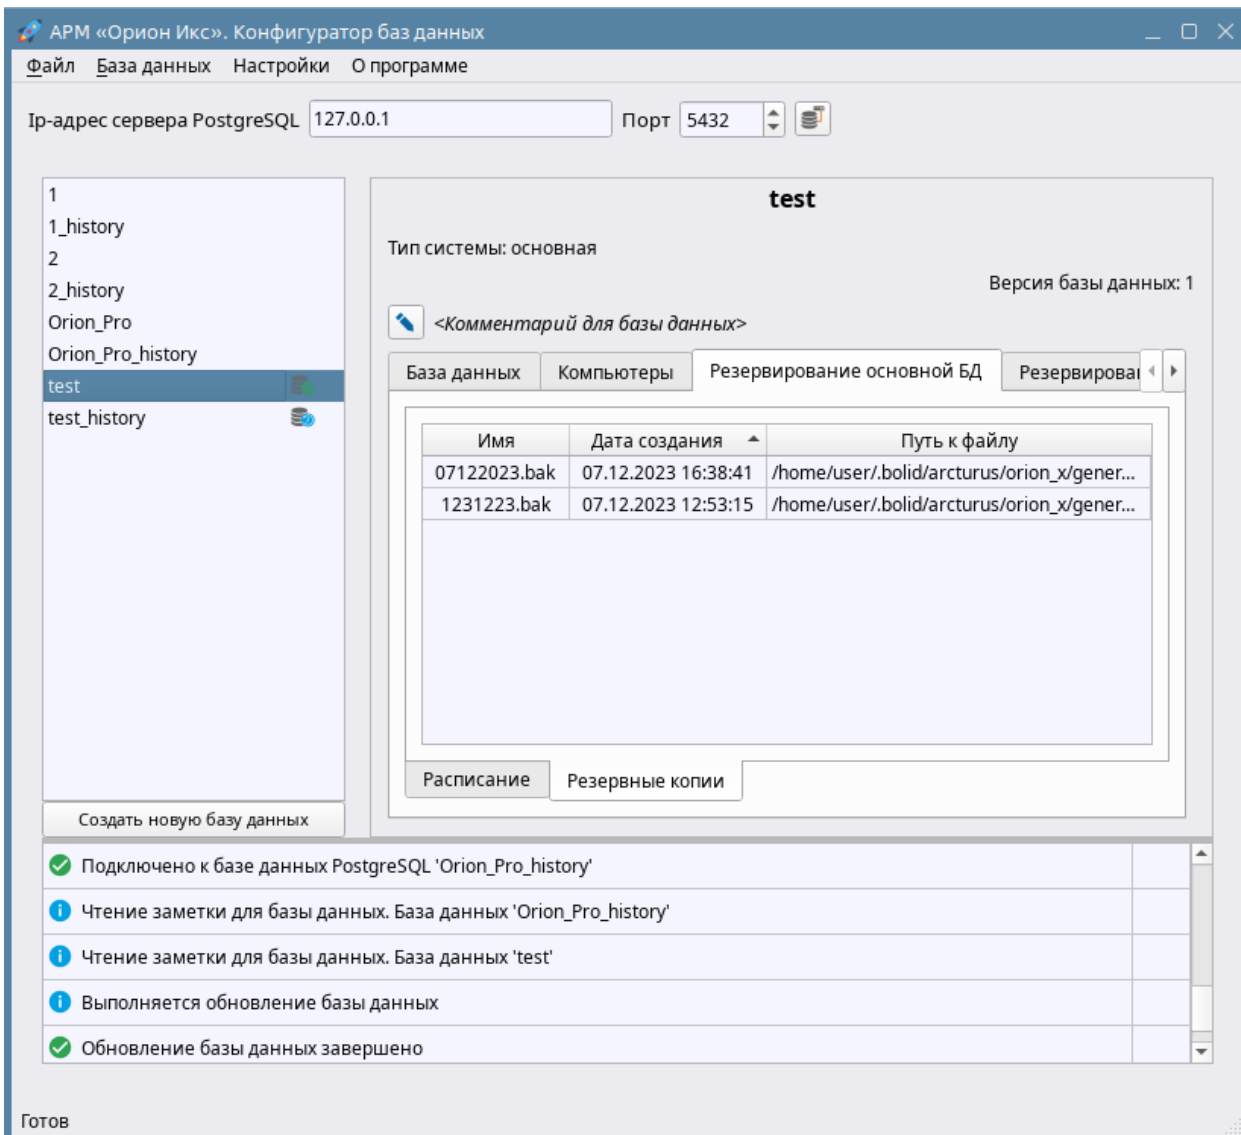 АРМ «Орион Икс». Конфигуратор баз данных
Файл База данных Настройки О программе
Ip-адрес сервера PostgreSQL 127.0.0.1 Порт 5432
1
1_history
2
2_history
Orion_Pro
Orion_Pro_history
test
test_history
Создать новую базу данных
test
Тип системы: основная
Версия базы данных: 1
<Комментарий для базы данных>
База данных Компьютеры Резервирование основной БД Резервирован
Имя Дата создания Путь к файлу
07122023.bak 07.12.2023 16:38:41 /home/user/.bolid/arcturus/orion_x/gener...
1231223.bak 07.12.2023 12:53:15 /home/user/.bolid/arcturus/orion_x/gener...
Расписание Резервные копии
Подключено к базе данных PostgreSQL 'Orion_Pro_history'
Чтение заметки для базы данных. База данных 'Orion_Pro_history'
Чтение заметки для базы данных. База данных 'test'
Выполняется обновление базы данных
Обновление базы данных завершено
Готов